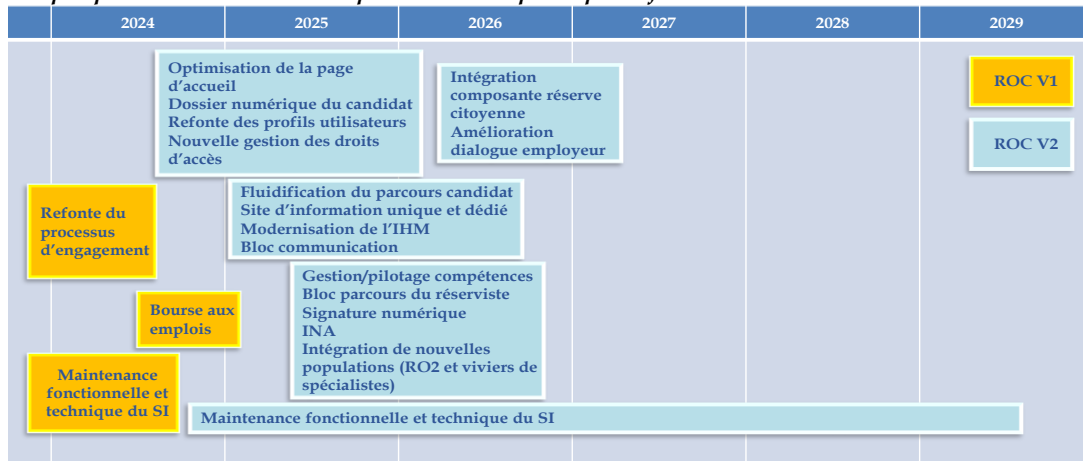 2024 2025 2026 2027 2028 2029
Optimisation de la page
d'accueil
Dossier numérique du candidat
Refonte des profils utilisateurs
Nouvelle gestion des droits
d'accès
Intégration
composante réserve
citoyenne
Amélioration
dialogue employeur
ROC V1
ROC V2
Refonte du
processus
d'engagement
Fluidification du parcours candidat
Site d'information unique et dédié
Modernisation de l'IHM
Bloc communication
Bourse aux
emplois
Gestion/pilotage compétences
Bloc parcours du réserviste
Signature numérique
INA
Intégration de nouvelles
populations (RO2 et viviers de
spécialistes)
Maintenance
fonctionnelle et
technique du SI
Maintenance fonctionnelle et technique du SI